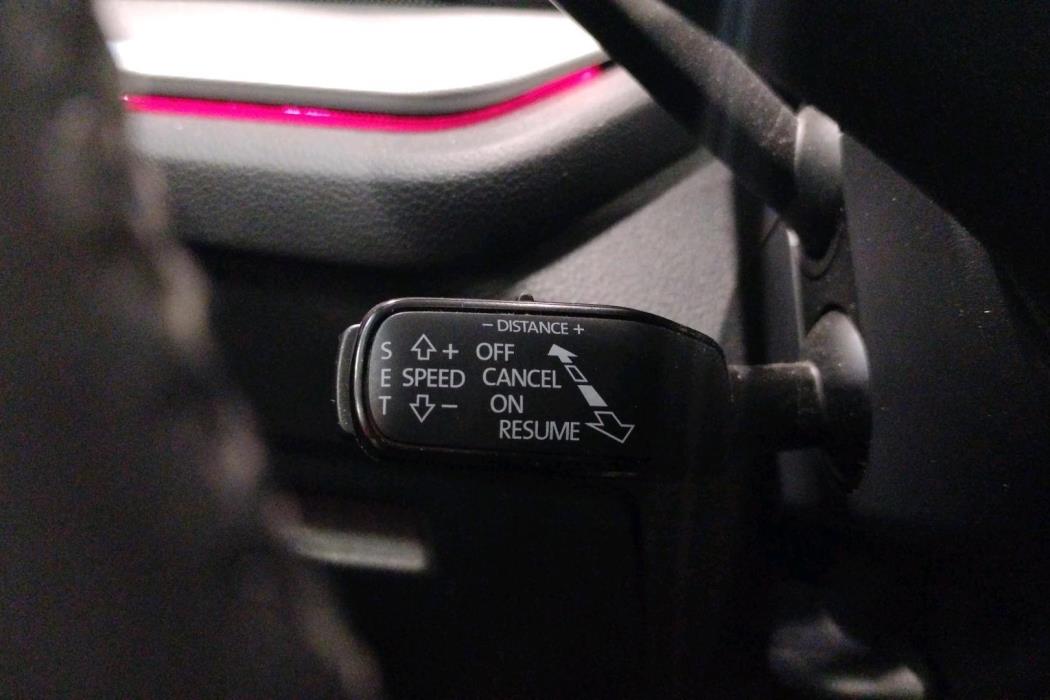 − DISTANCE +
S + OFF
E SPEED CANCEL
T − ON
RESUME